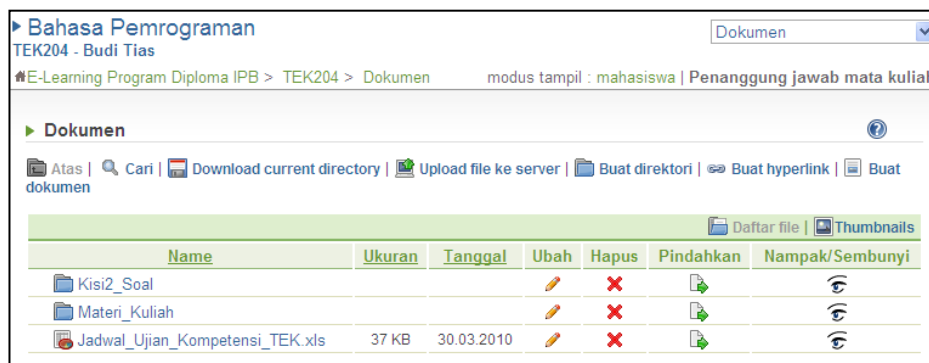 Bahasa Pemrograman
Dokumen
TEK204 - Budi Tias
E-Learning Program Diploma IPB > TEK204 > Dokumen modus tampil : mahasiswa | Penanggung jawab mata kuliah
Dokumen
Atas | Cari | Download current directory | Upload file ke server | Buat direktori | Buat hyperlink | Buat
dokumen
Daftar file | Thumbnails
Name Ukuran Tanggal Ubah Hapus Pindahkan Nampak/Sembunyi
Kisi2_Soal
Materi_Kuliah
Jadwal_Ujian_Kompetensi_TEK.xls 37 KB 30.03.2010